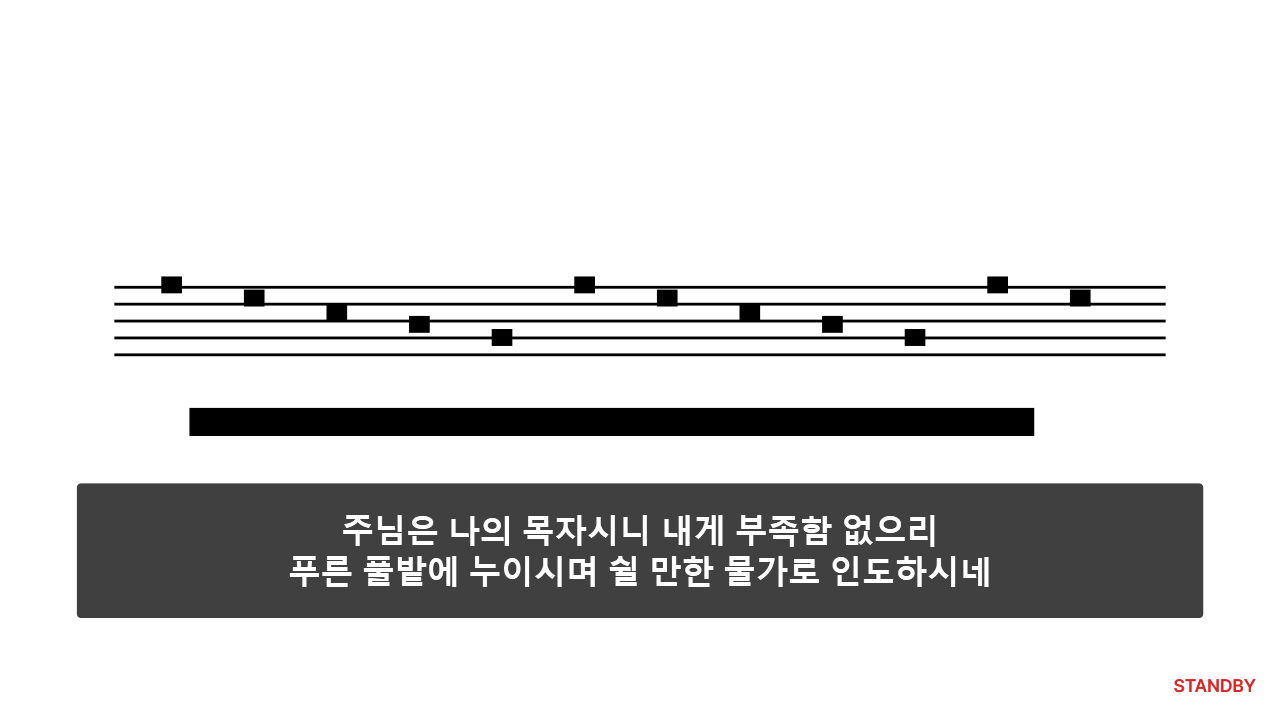 주님은 나의 목자시니 내게 부족함 없으리
푸른 풀밭에 누이시며 쉴 만한 물가로 인도하시네
STANDBY